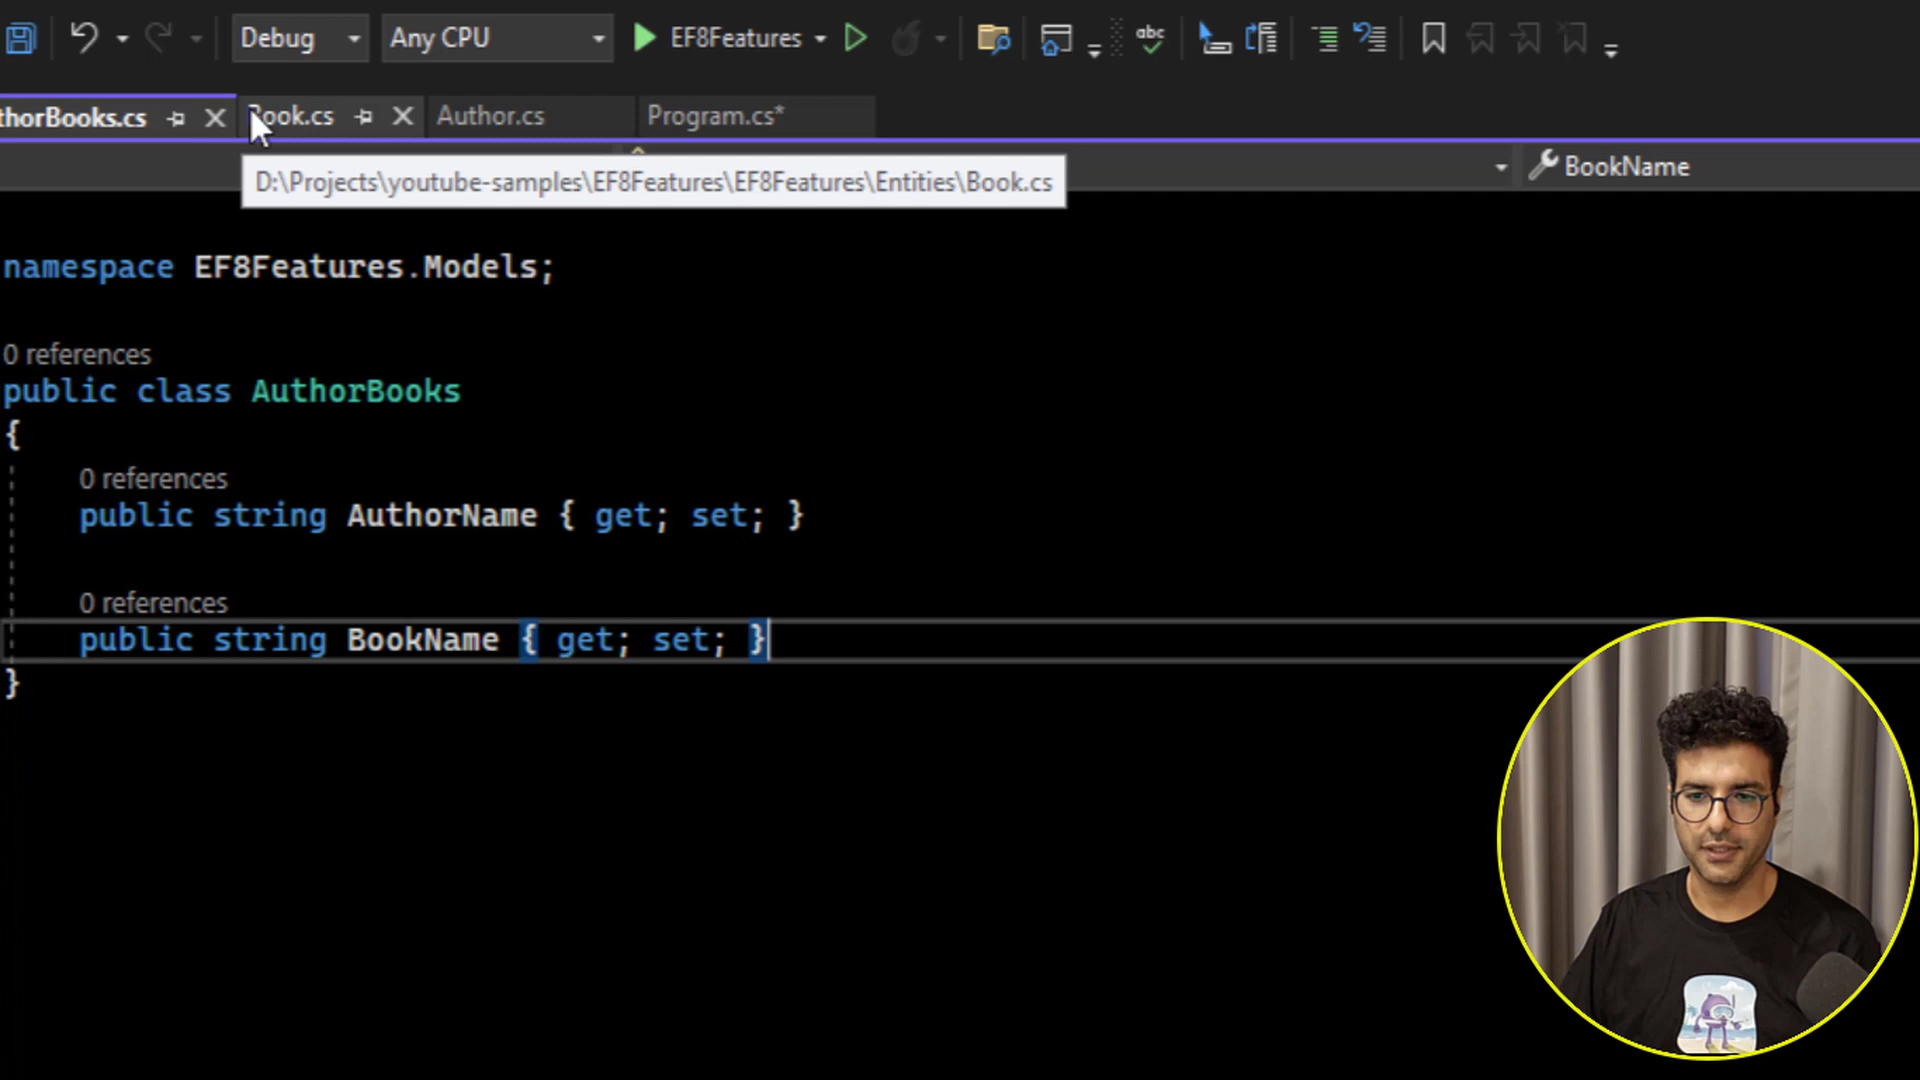 Debug Any CPU EF8Features abc
thorBooks.cs Book.cs Author.cs Program.cs*
BookName
D:\Projects\youtube-samples\EF8Features\EF8Features\Entities\Book.cs
namespace EF8Features.Models;
0 references
public class AuthorBooks
{
0 references
public string AuthorName { get; set; }
0 references
public string BookName { get; set; }
}